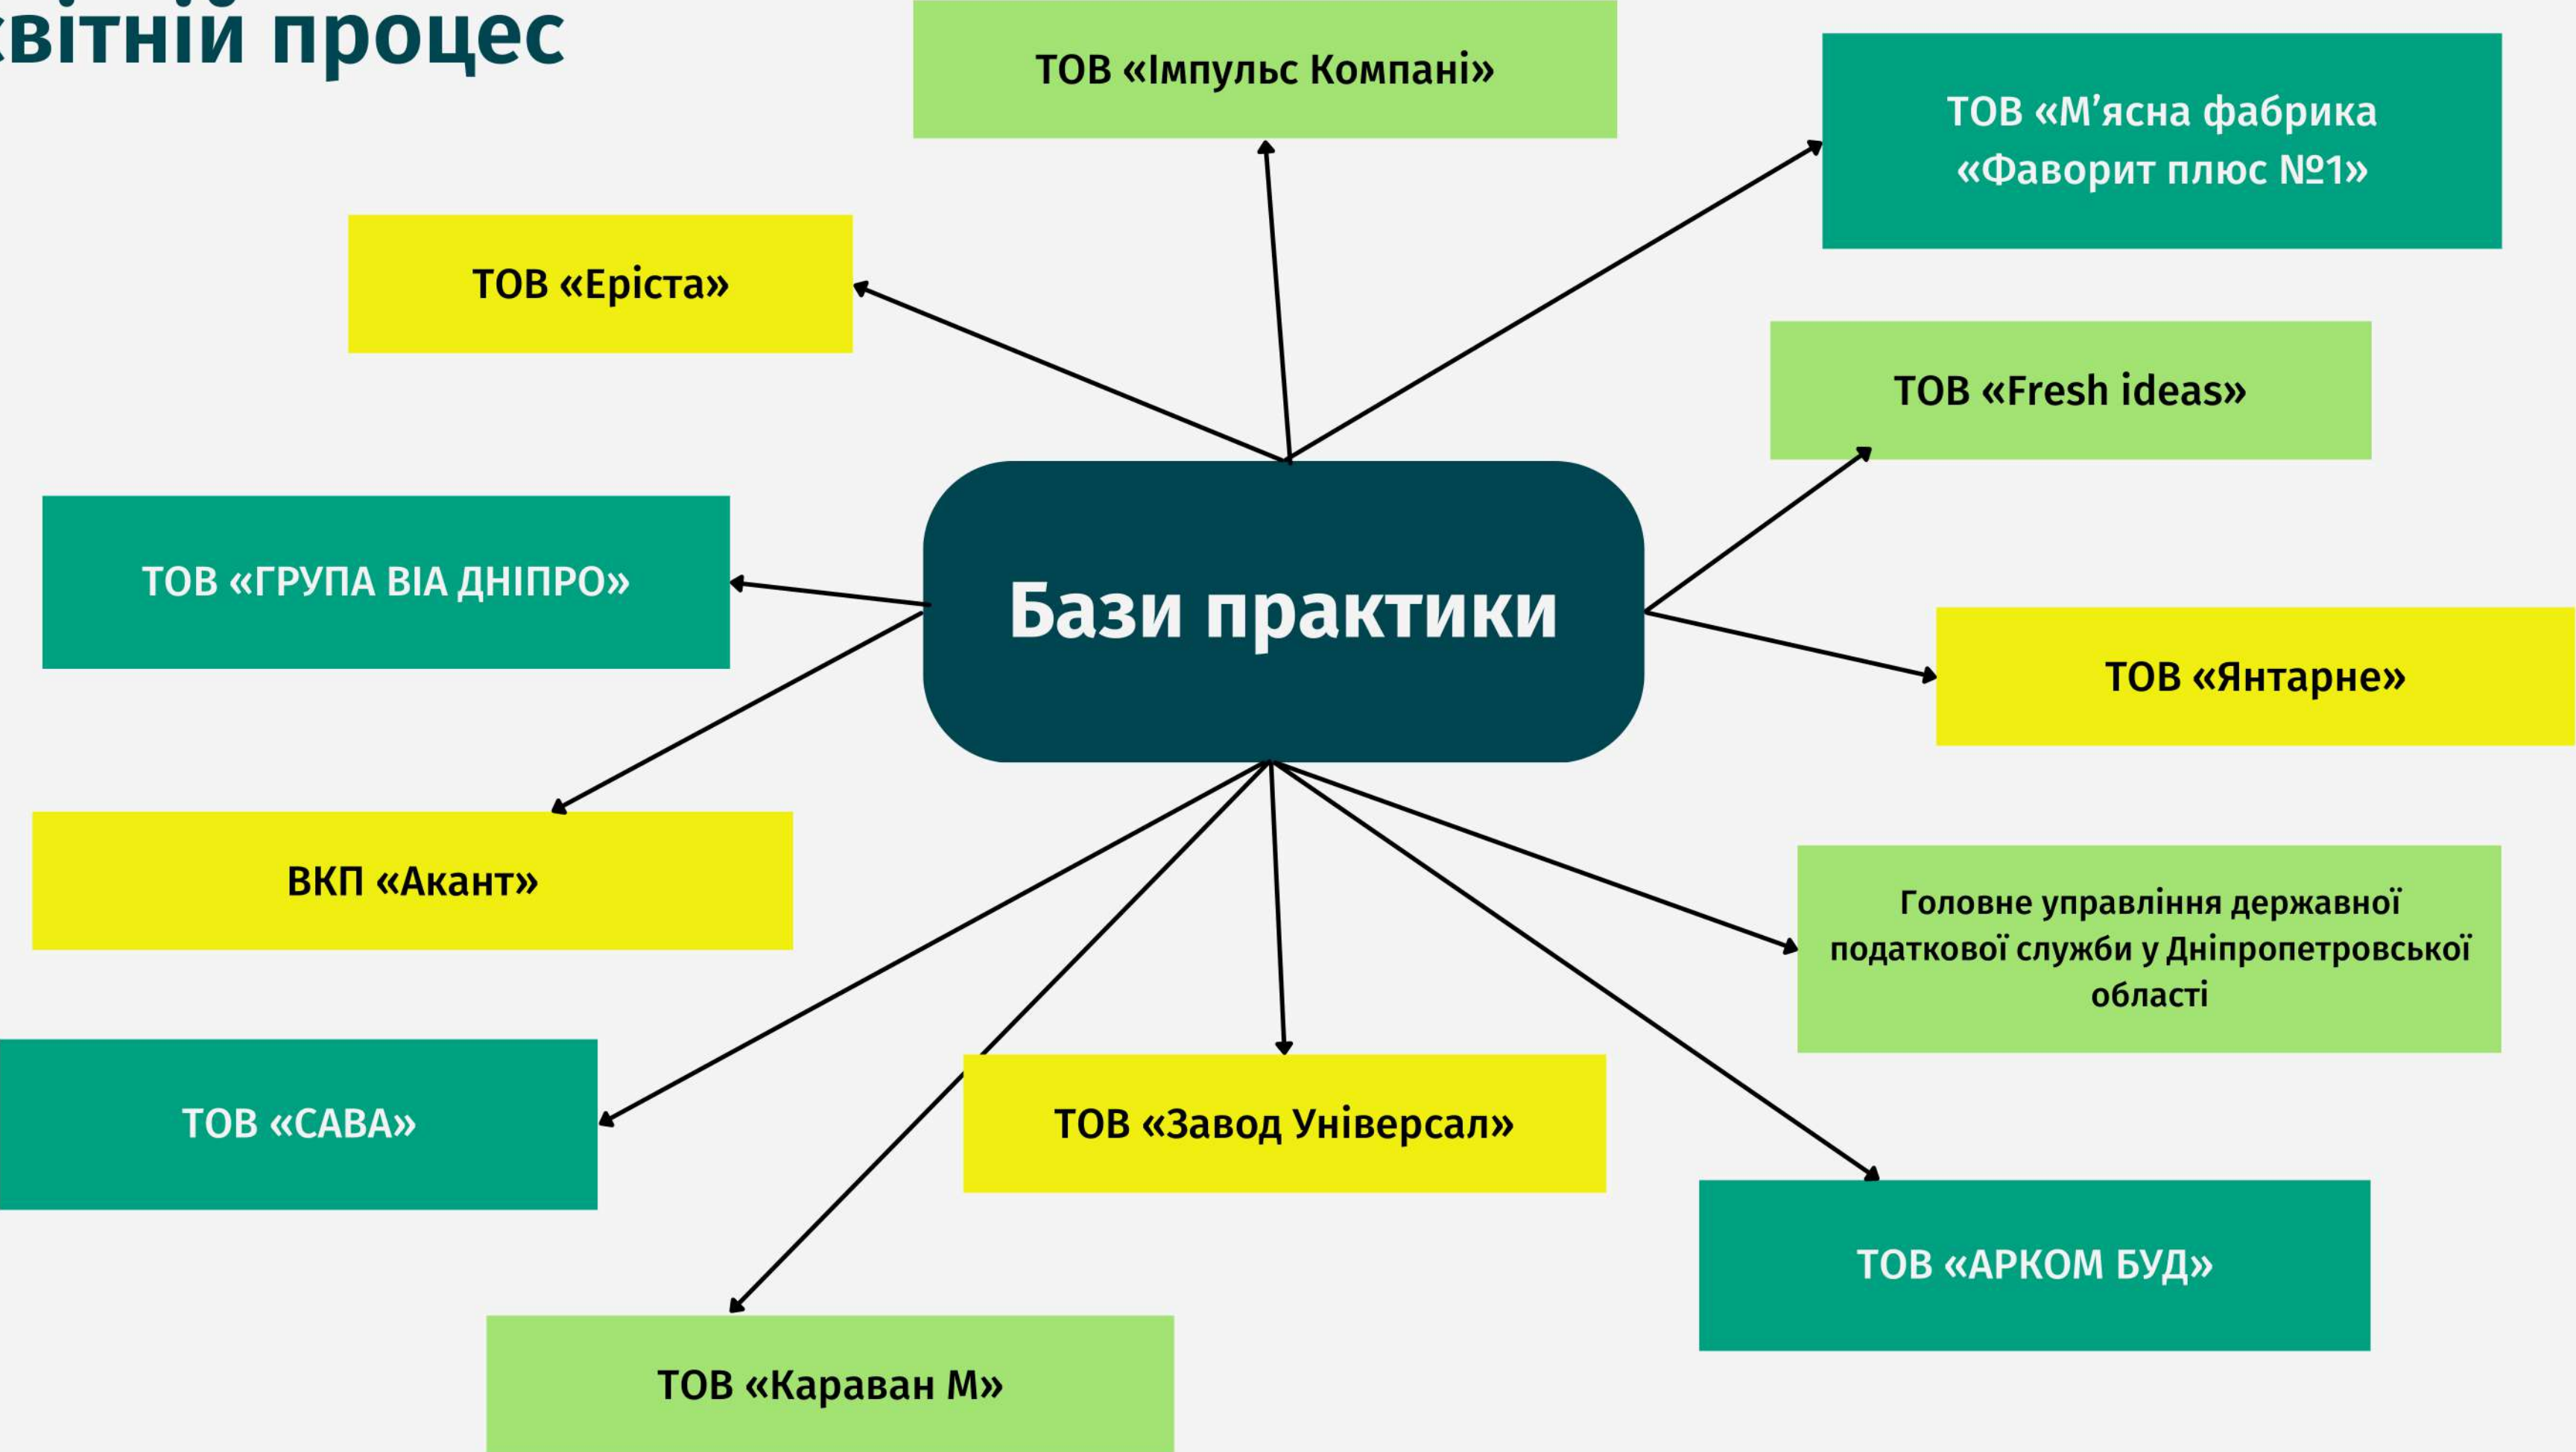 світній процес
ТОВ «Імпульс Компані»
ТОВ «М’ясна фабрика
«Фаворит плюс №1»
ТОВ «Еріста»
ТОВ «Fresh ideas»
ТОВ «ГРУПА ВІА ДНІПРО»
Бази практики
ТОВ «Янтарне»
ВКП «Акант»
Головне управління державної
податкової служби у Дніпропетровської
області
ТОВ «САВА»
ТОВ «Завод Універсал»
ТОВ «АРКОМ БУД»
ТОВ «Караван М»